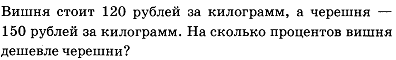 Вишня стоит 120 рублей за килограмм, а черешня —
150 рублей за килограмм. На сколько процентов вишня
дешевле черешни?